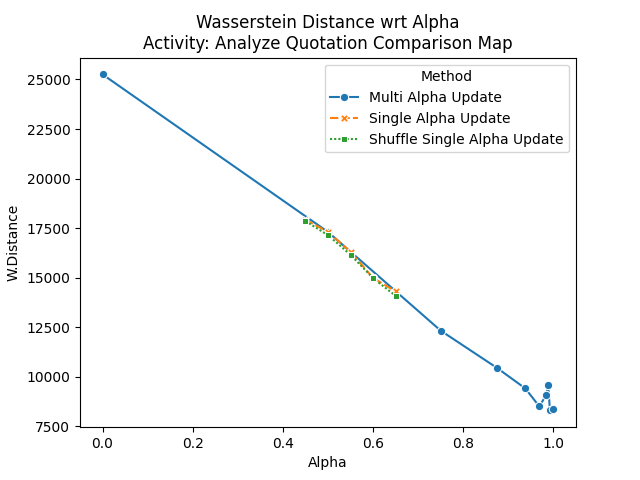 Wasserstein Distance wrt Alpha
Activity: Analyze Quotation Comparison Map
Method
Multi Alpha Update
Single Alpha Update
Shuffle Single Alpha Update
W.Distance
25000
22500
20000
17500
15000
12500
10000
7500
0.0 0.2 0.4 0.6 0.8 1.0
Alpha